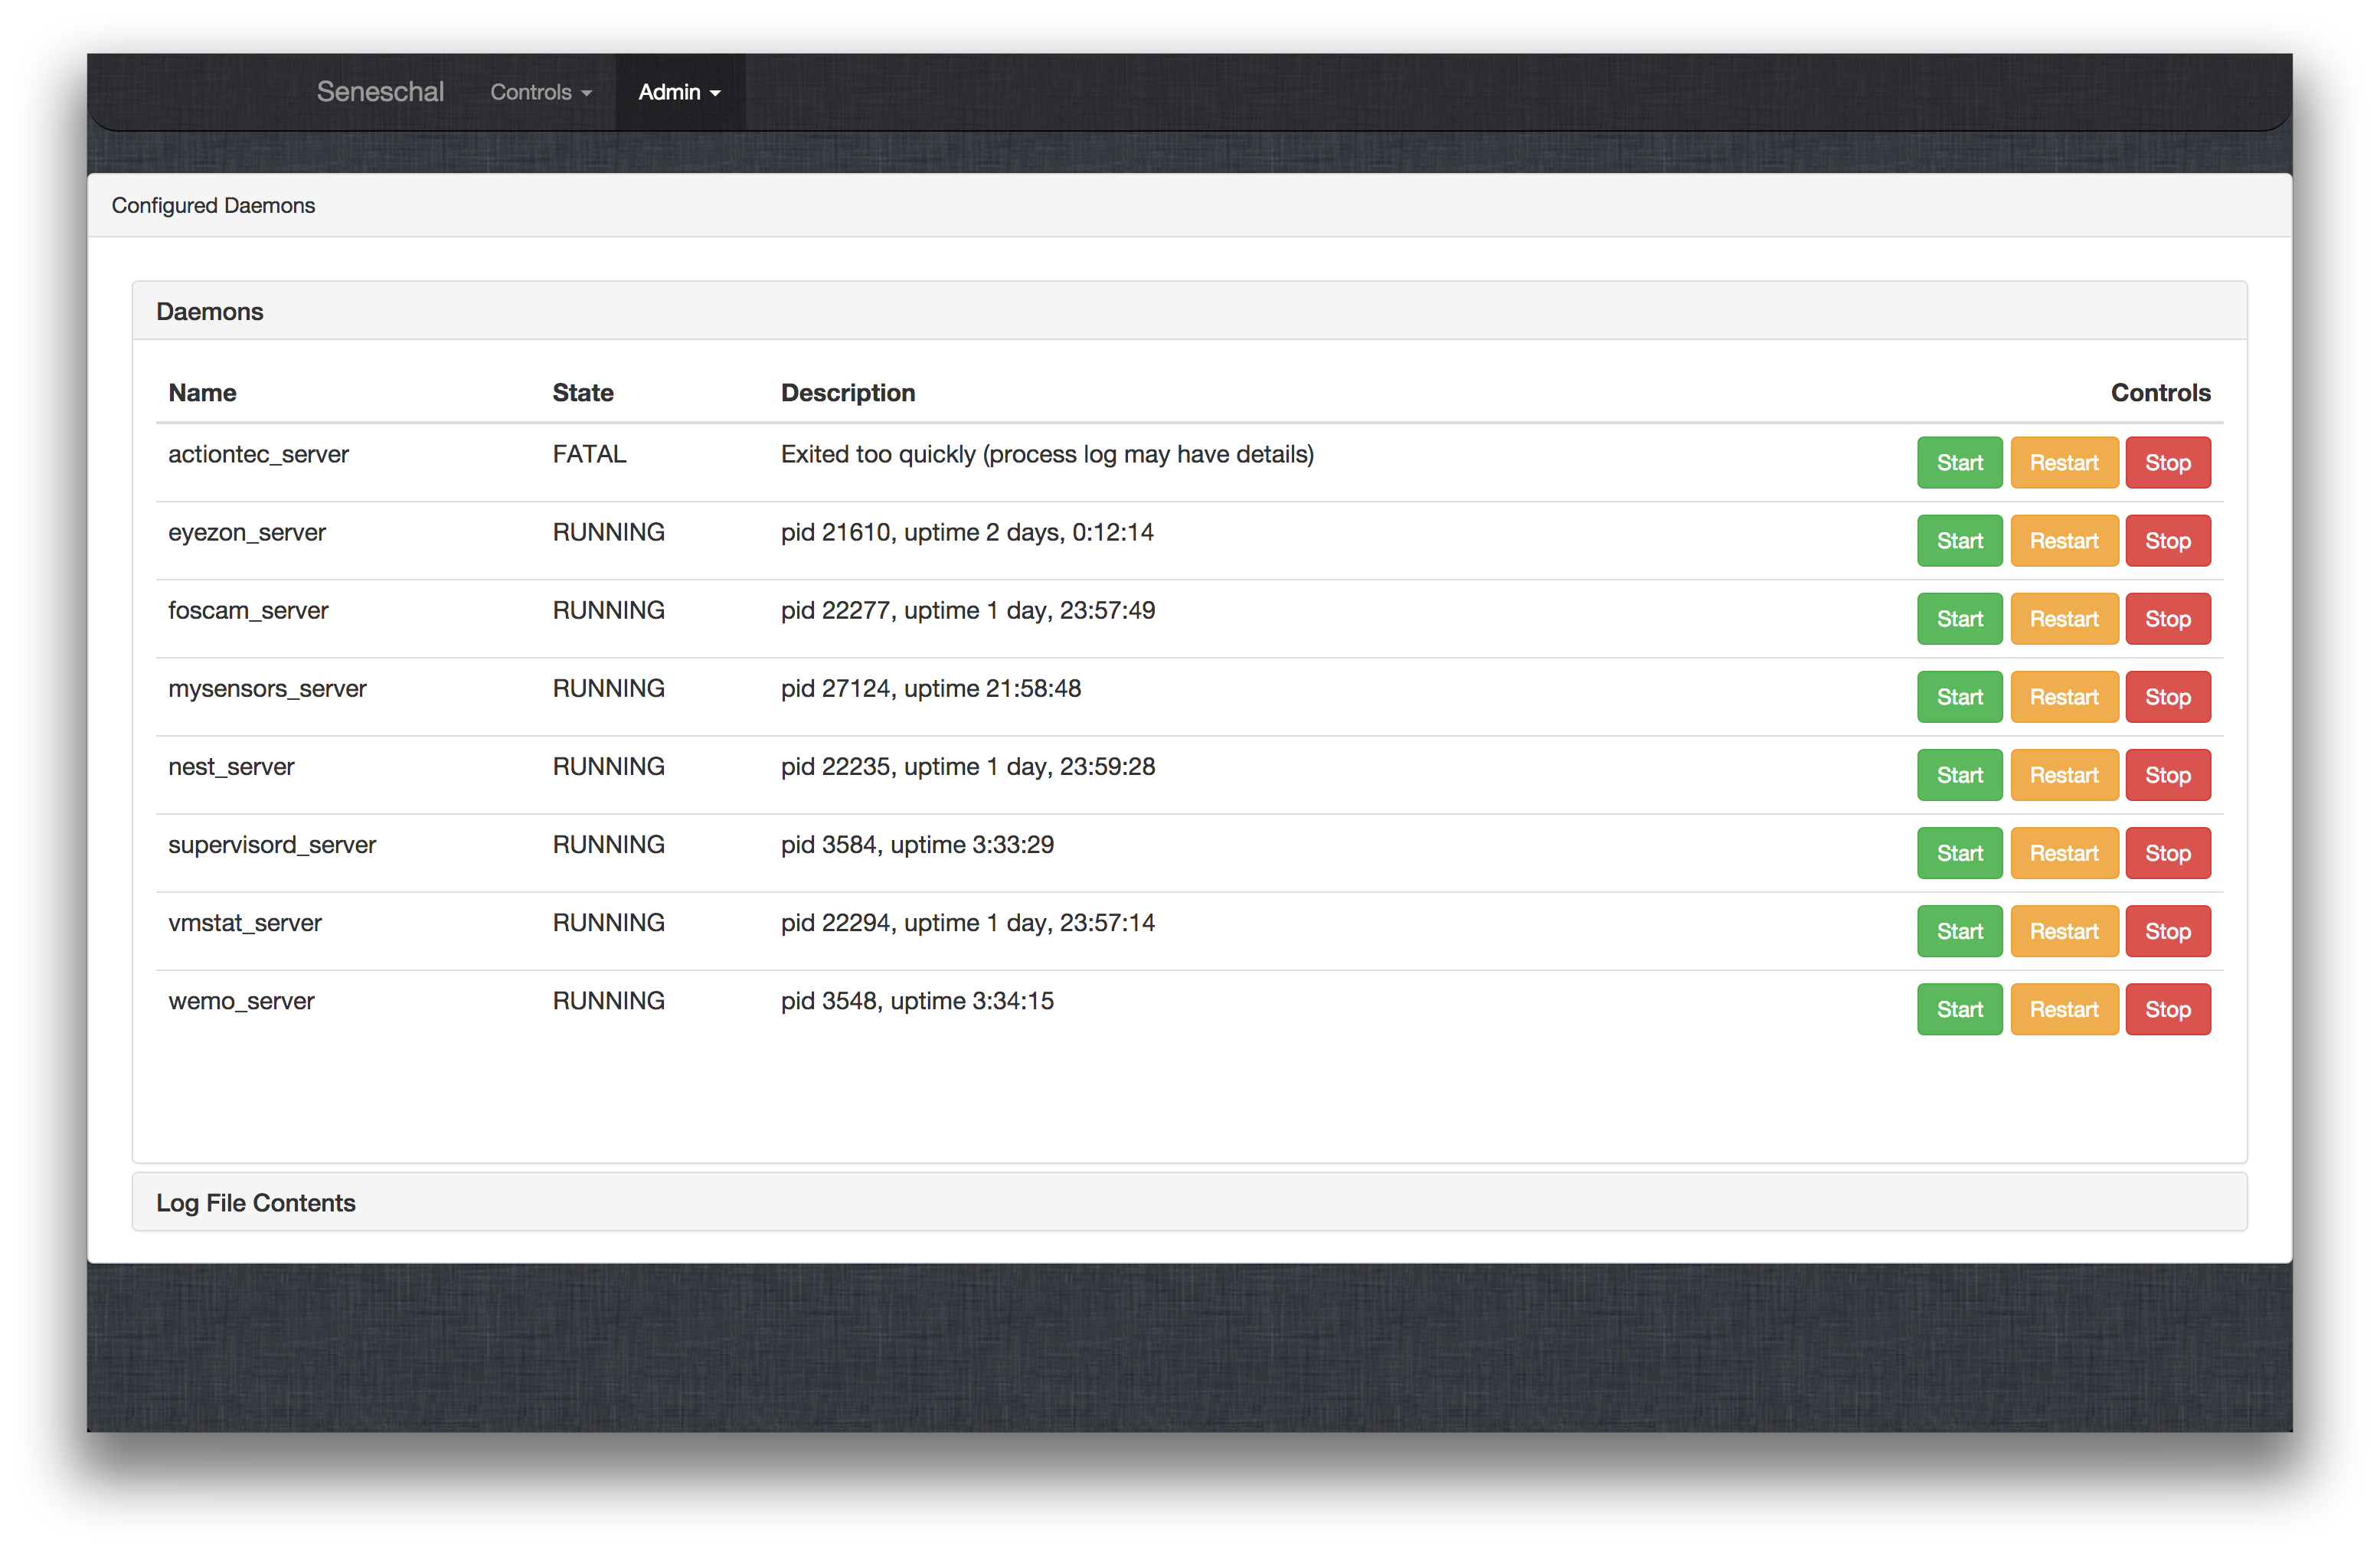 Seneschal Controls Admin
Configured Daemons
Daemons
Name State Description Controls
actiontec_server FATAL Exited too quickly (process log may have details) Start Restart Stop
eyezon_server RUNNING pid 21610, uptime 2 days, 0:12:14 Start Restart Stop
foscam_server RUNNING pid 22277, uptime 1 day, 23:57:49 Start Restart Stop
mysensors_server RUNNING pid 27124, uptime 21:58:48 Start Restart Stop
nest_server RUNNING pid 22235, uptime 1 day, 23:59:28 Start Restart Stop
supervisord_server RUNNING pid 3584, uptime 3:33:29 Start Restart Stop
vmstat_server RUNNING pid 22294, uptime 1 day, 23:57:14 Start Restart Stop
wemo_server RUNNING pid 3548, uptime 3:34:15 Start Restart Stop
Log File Contents